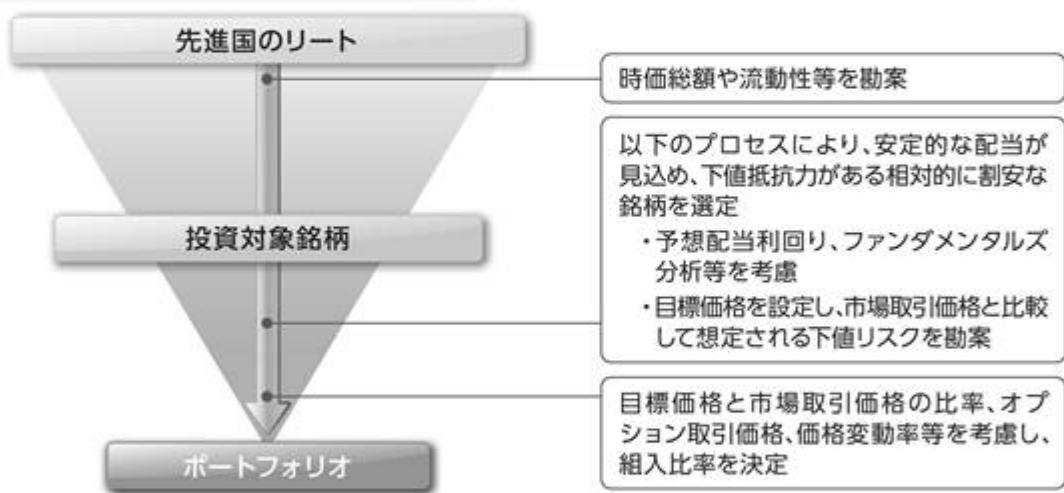 先進国のリート
時価総額や流動性等を勘案
以下のプロセスにより、安定的な配当が
見込め、下値抵抗力がある相対的に割安な
銘柄を選定
・予想配当利回り、ファンダメンタルズ
分析等を考慮
・目標価格を設定し、市場取引価格と比較
して想定される下値リスクを勘案
投資対象銘柄
目標価格と市場取引価格の比率、オプ
ション取引価格、価格変動率等を考慮し、
組入比率を決定
ポートフォリオ